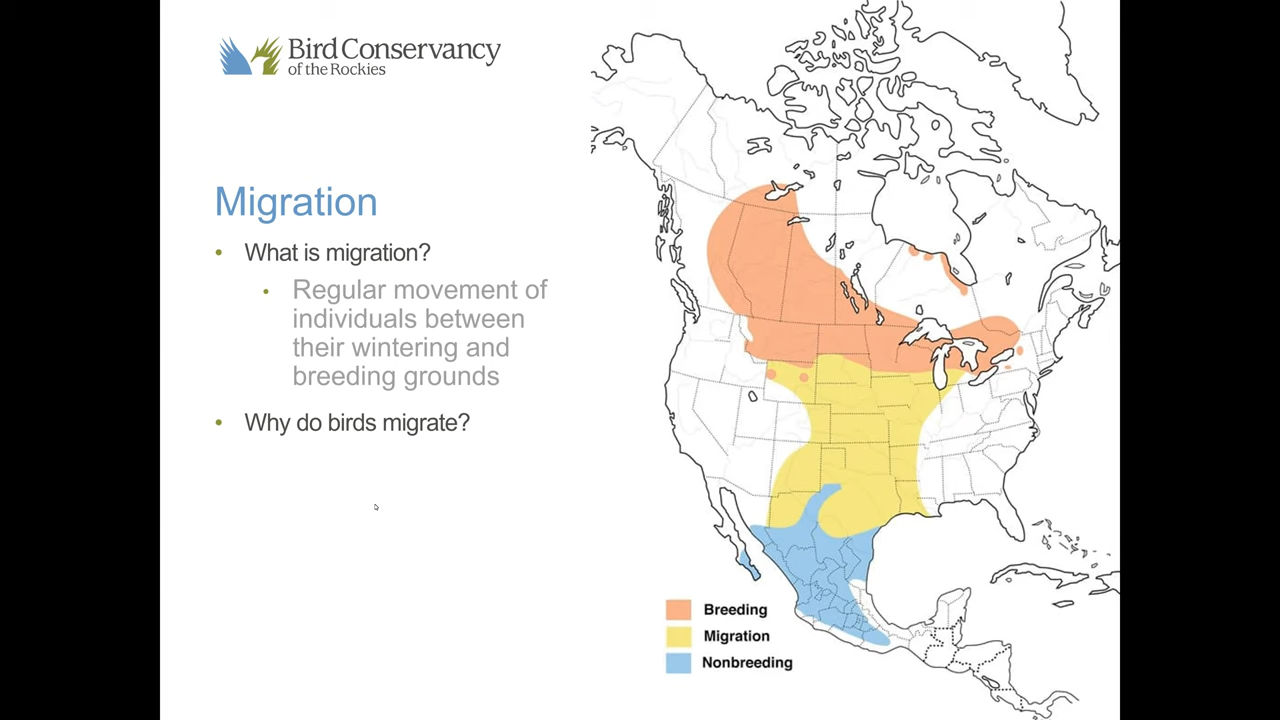 Bird Conservancy
of the Rockies
Migration
• What is migration?
• Regular movement of
individuals between
their wintering and
breeding grounds
• Why do birds migrate?
Breeding
Migration
Nonbreeding